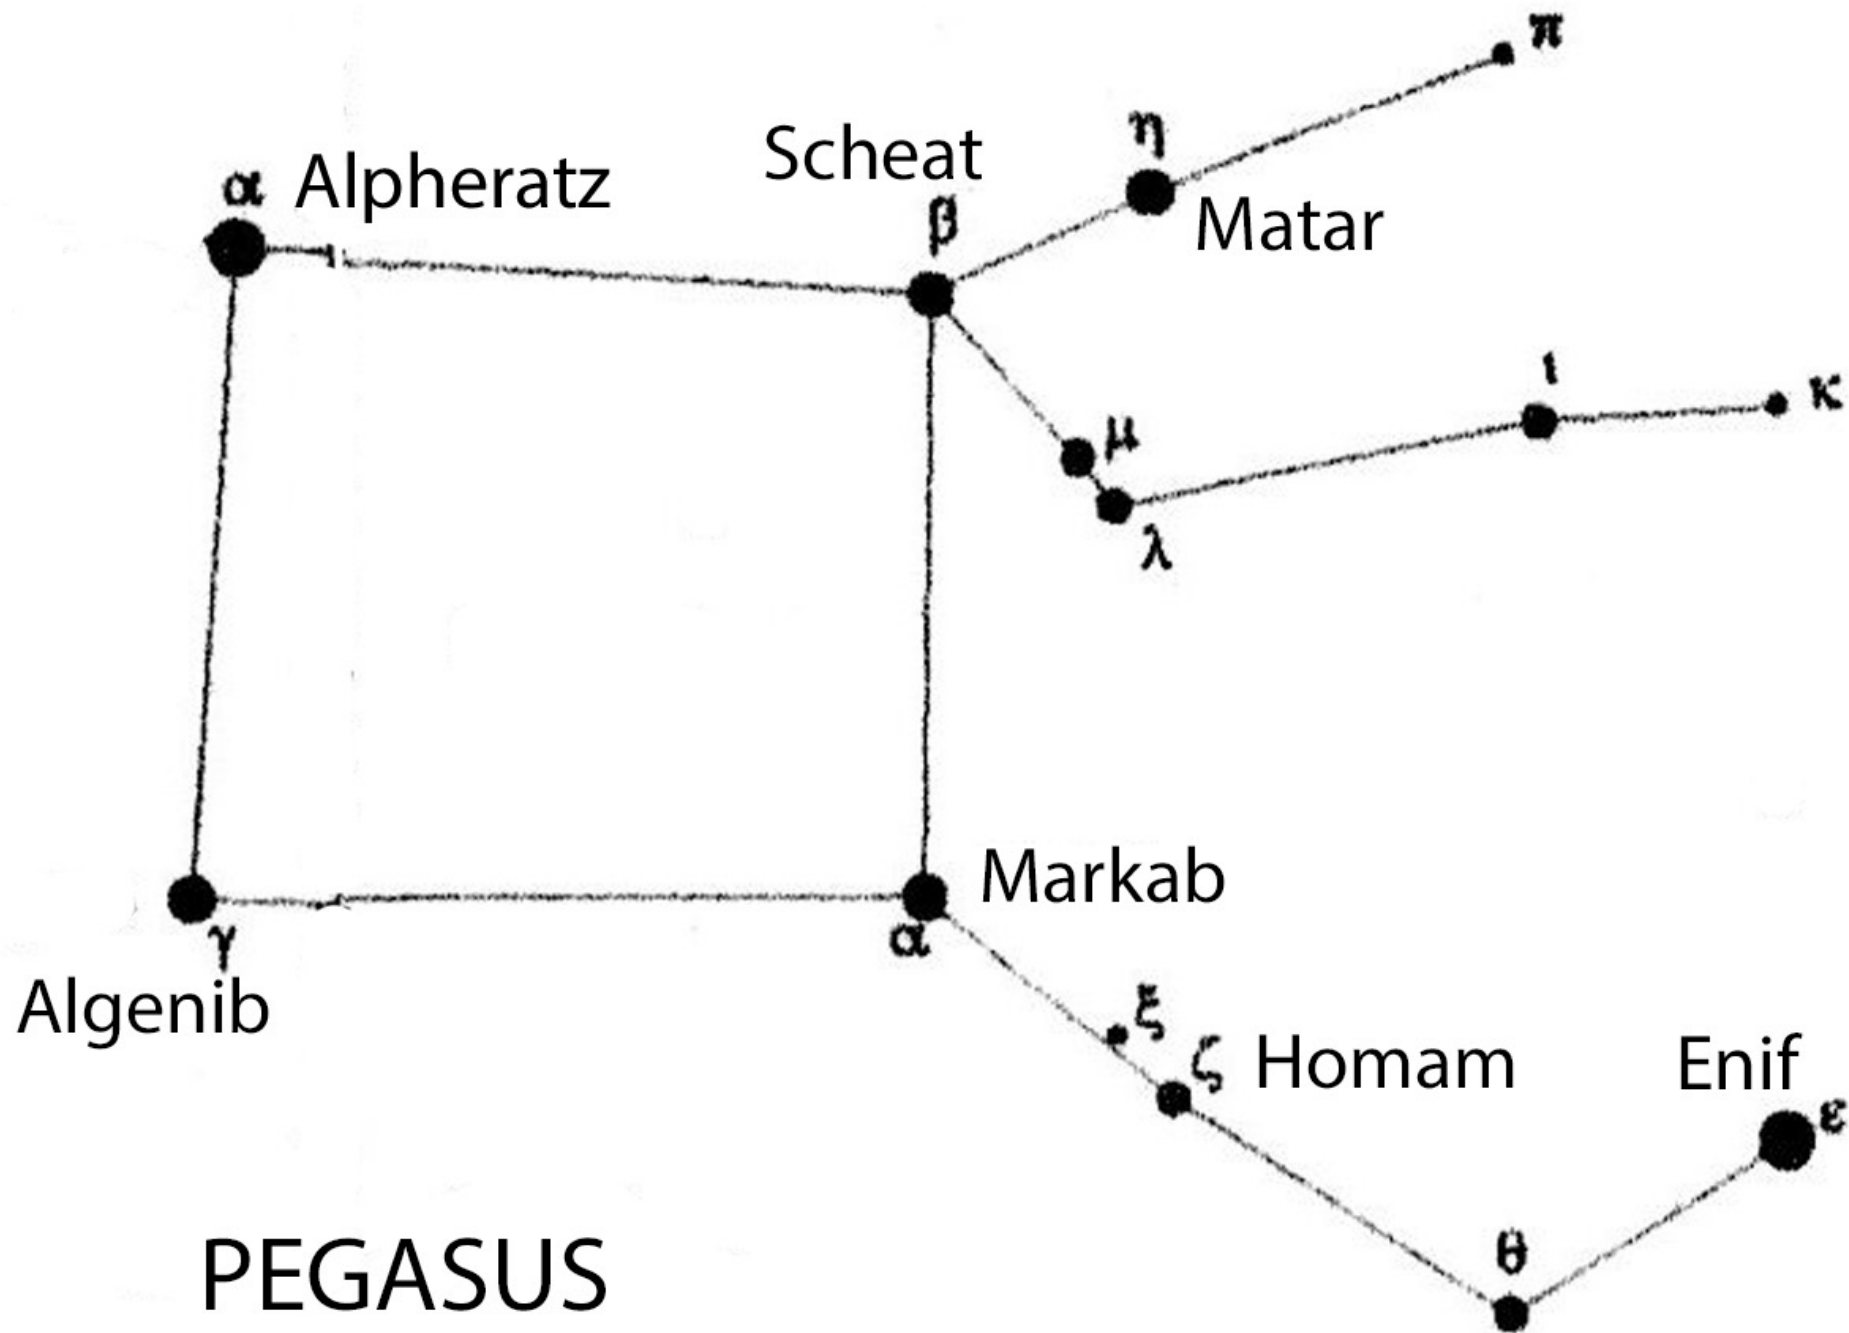 π
η
Scheat
α Alpheratz
β
Matar
ι
κ
μ
λ
Markab
α
γ
Algenib
ξ
ζ Homam
Enif
ε
θ
PEGASUS